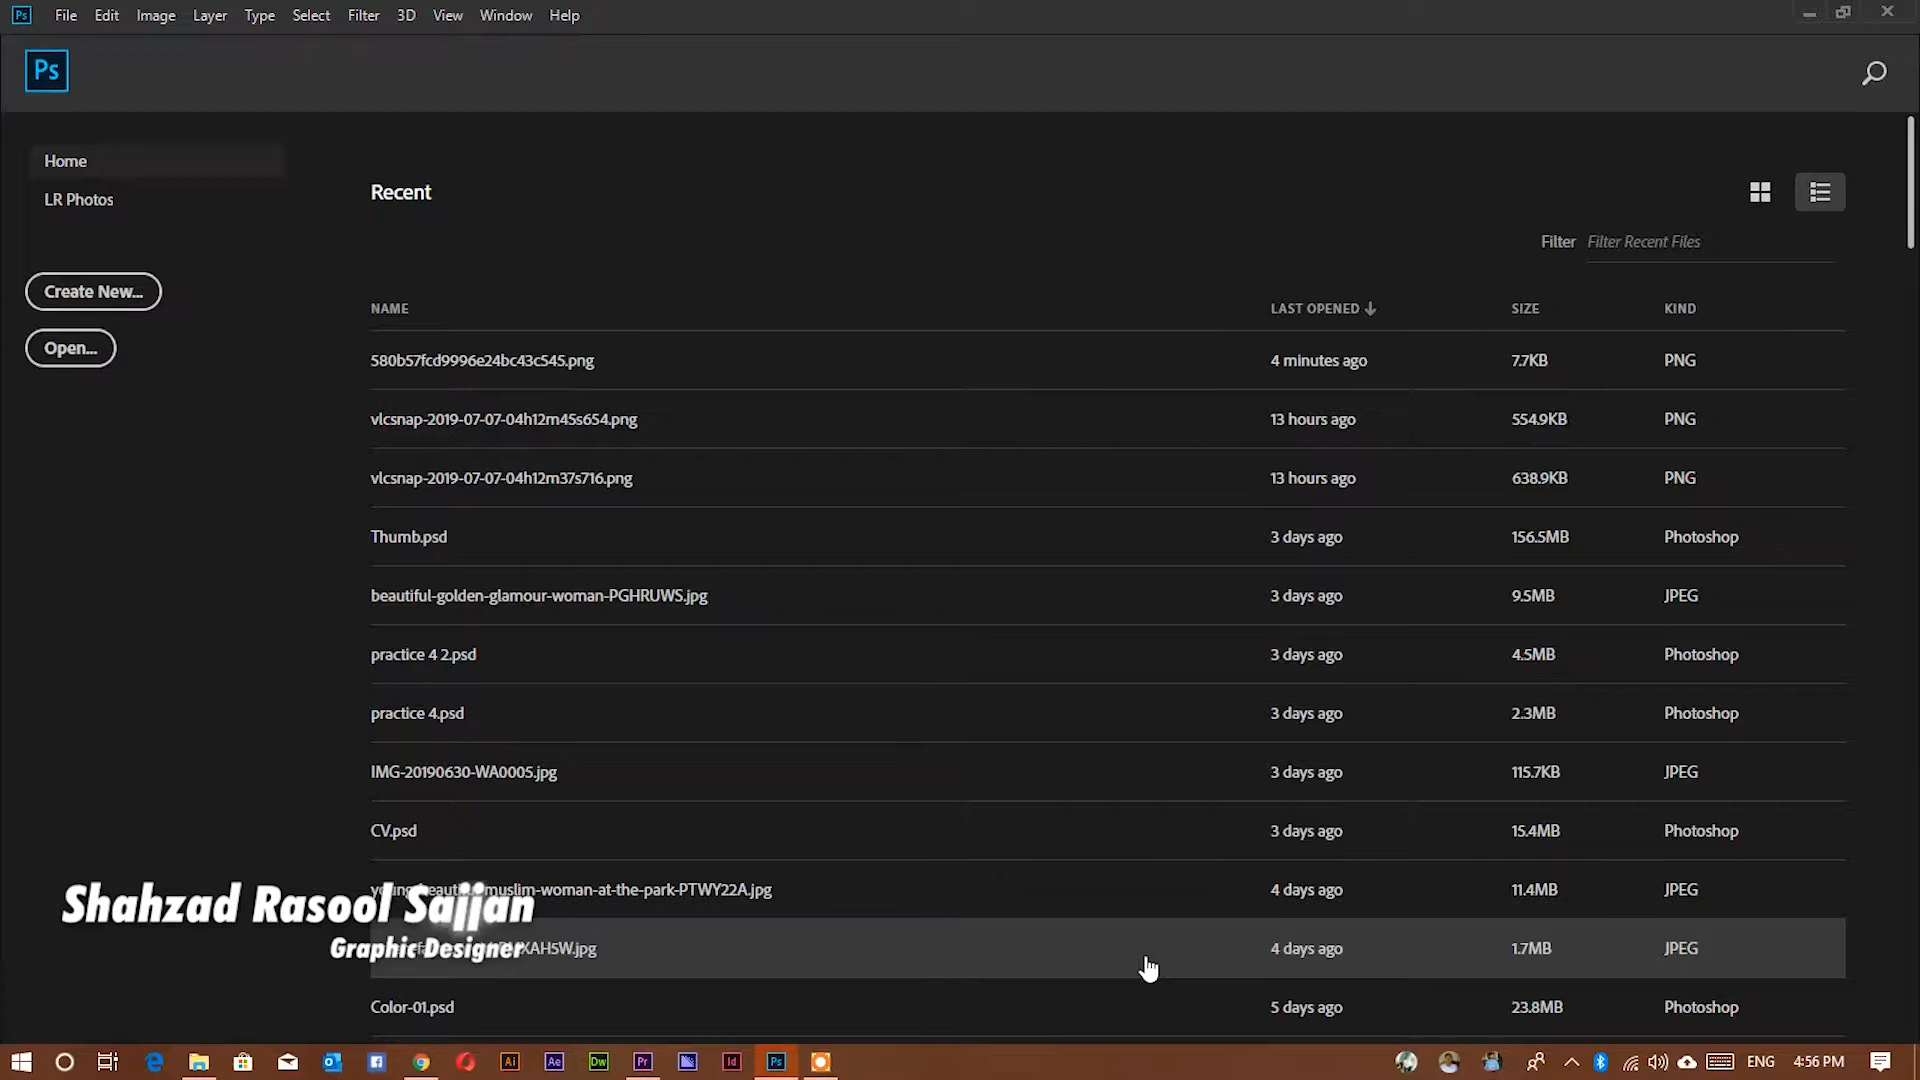 Ps File Edit Image Layer Type Select Filter 3D View Window Help
Ps
Home
LR Photos
Create New...
Open...
Recent
Filter Filter Recent Files
NAME LAST OPENED SIZE KIND
580b57fcd9996e24bc43c545.png 4 minutes ago 7.7KB PNG
vlcsnap-2019-07-07-04h12m45s654.png 13 hours ago 554.9KB PNG
vlcsnap-2019-07-07-04h12m37s716.png 13 hours ago 638.9KB PNG
Thumb.psd 3 days ago 156.5MB Photoshop
beautiful-golden-glamour-woman-PGHRUWS.jpg 3 days ago 9.5MB JPEG
practice 4 2.psd 3 days ago 4.5MB Photoshop
practice 4.psd 3 days ago 2.3MB Photoshop
IMG-20190630-WA0005.jpg 3 days ago 115.7KB JPEG
CV.psd 3 days ago 15.4MB Photoshop
muslim-woman-at-the-park-PTWY22A.jpg 4 days ago 11.4MB JPEG
Shahzad Rasool Sajjan
Graphic Designer
XAH5W.jpg 4 days ago 1.7MB JPEG
Color-01.psd 5 days ago 23.8MB Photoshop
Ai Ae Dw Pr Id Ps ENG 4:56 PM